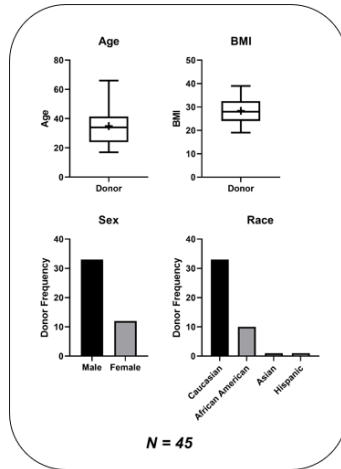 Age
BMI
80
60
40
20
0
Age
Donor
50
40
30
20
10
0
BMI
Donor
Sex
Race
40
30
20
10
0
Donor Frequency
Male
Female
40
30
20
10
0
Donor Frequency
Caucasian
African American
Asian
Hispanic
N = 45